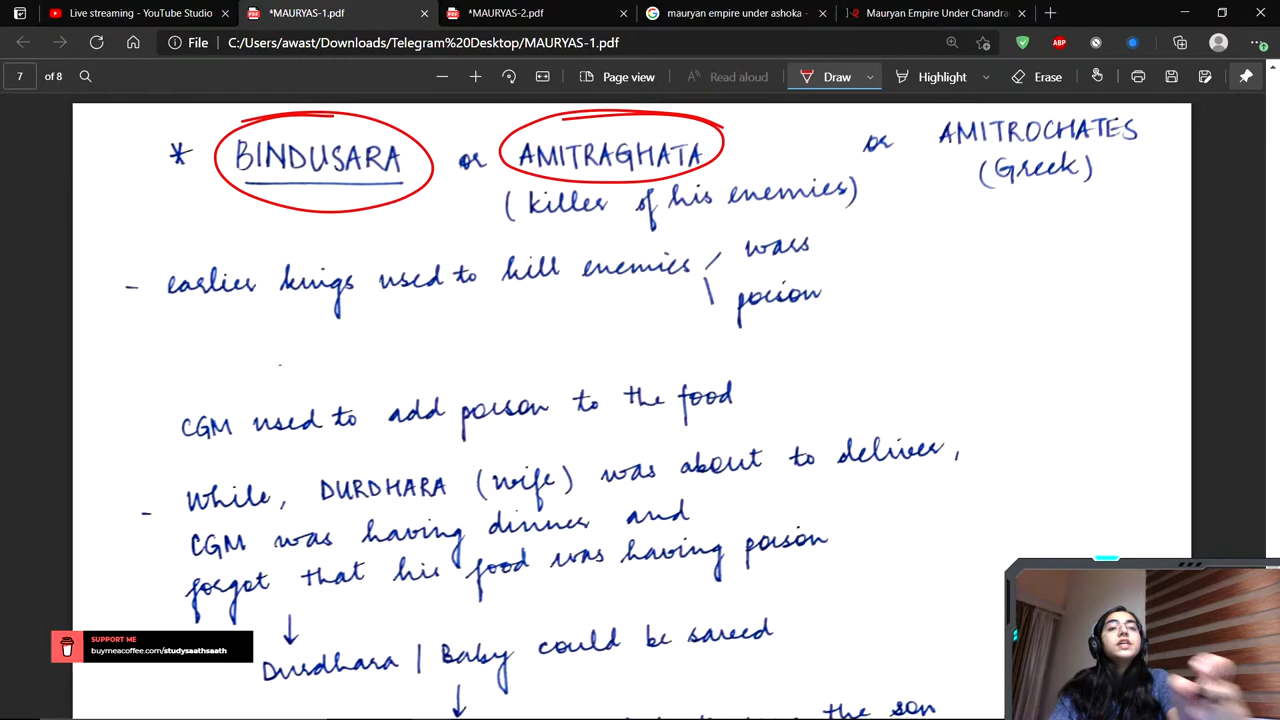 Live streaming - YouTube Studio
*MAURYAS-1.pdf
*MAURYAS-2.pdf
mauryan empire under ashoka -
Mauryan Empire Under Chandra
File
C:/Users/awast/Downloads/Telegram%20Desktop/MAURYAS-1.pdf
7 of 8
Page view
Read aloud
Draw
Highlight
Erase
* BINDUSARA or AMITRAGHATA or AMITROCHATES
(killer of his enemies) (Greek)
- earlier kings used to kill enemies / wars
\ poison
CGM used to add poison to the food
- While, DURDHARA (wife) was about to deliver,
CGM was having dinner and
forgot that his food was having poison
↓
Durdhara / Baby could be saved
↓
the son
SUPPORT ME
buymeacoffee.com/studysaathsaath